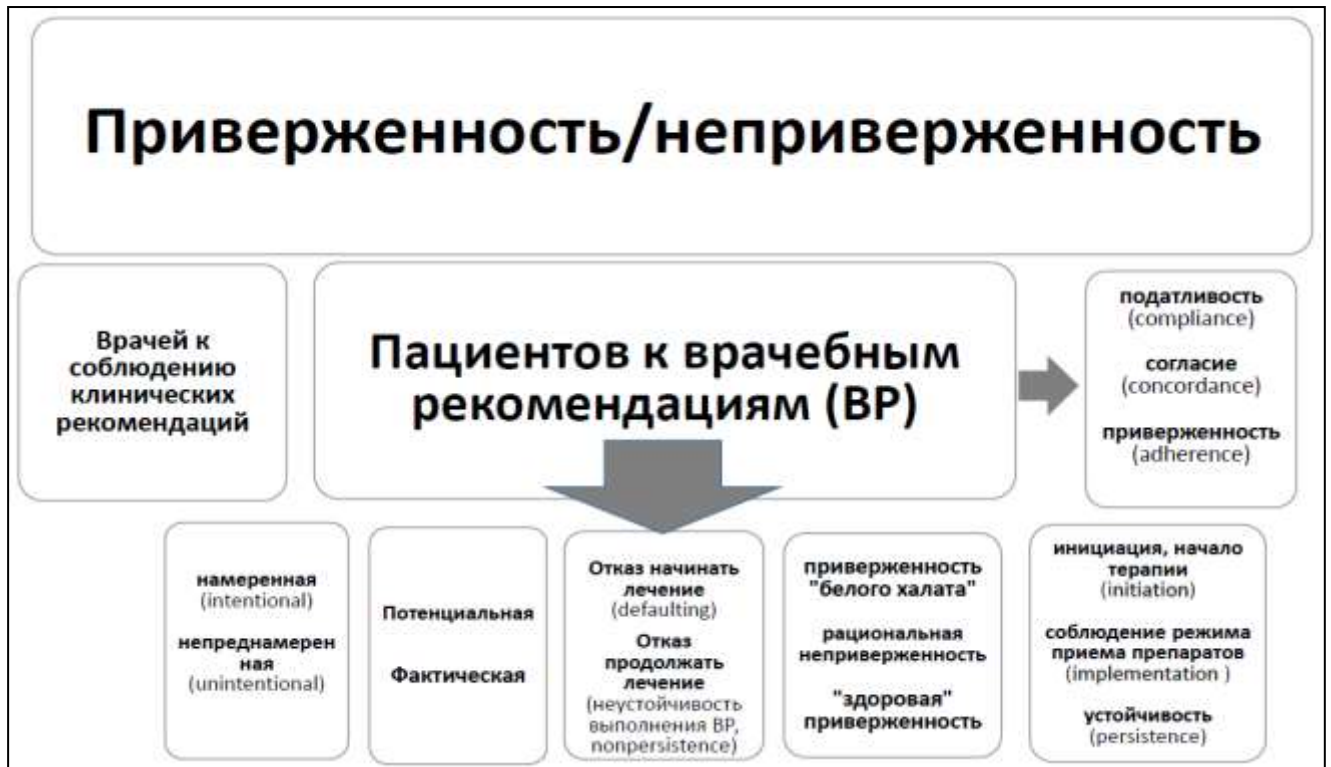 Приверженность/неприверженность
Врачей к
соблюдению
клинических
рекомендаций
Пациентов к врачебным
рекомендациям (ВР)
податливость
(compliance)
согласие
(concordance)
приверженность
(adherence)
намеренная
(intentional)
непреднамерен
ная
(unintentional)
Потенциальная
Фактическая
Отказ начинать
лечение
(defaulting)
Отказ
продолжать
лечение
(неустойчивость
выполнения ВР,
nonpersistence)
приверженность
"белого халата"
рациональная
неприверженность
"здоровая"
приверженность
инициация, начало
терапии
(initiation)
соблюдение режима
приема препаратов
(implementation )
устойчивость
(persistence)